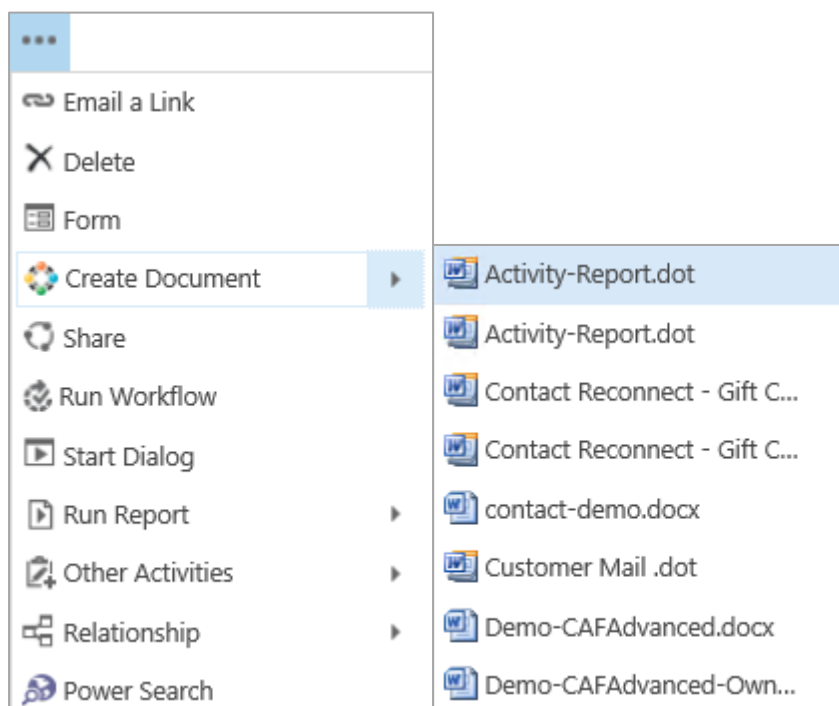 •••
Email a Link
Delete
Form
Create Document
Share
Run Workflow
Start Dialog
Run Report
Other Activities
Relationship
Power Search
Activity-Report.dot
Activity-Report.dot
Contact Reconnect - Gift C...
Contact Reconnect - Gift C...
contact-demo.docx
Customer Mail .dot
Demo-CAFAdvanced.docx
Demo-CAFAdvanced-Own...